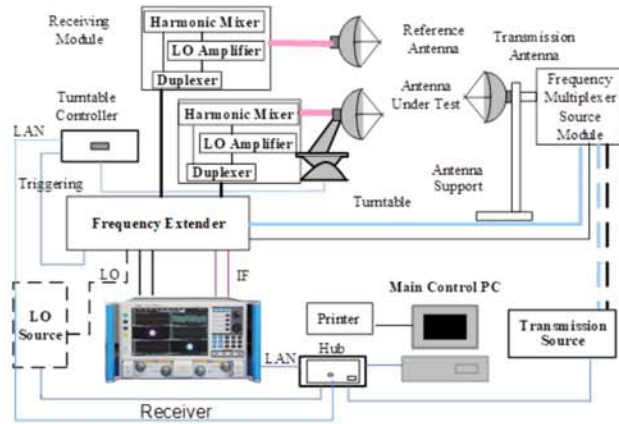 Receiving
Module
Harmonic Mixer
LO Amplifier
Duplexer
Reference
Antenna
Transmission
Antenna
Turntable
Controller
Harmonic Mixer
LO Amplifier
Duplexer
Antenna
Under Test
Frequency
Multiplexer
Source
Module
LAN
Triggering
Turntable
Antenna
Support
Frequency Extender
LO
IF
LO
Source
Main Control PC
Printer
Transmission
Source
LAN
Hub
Receiver